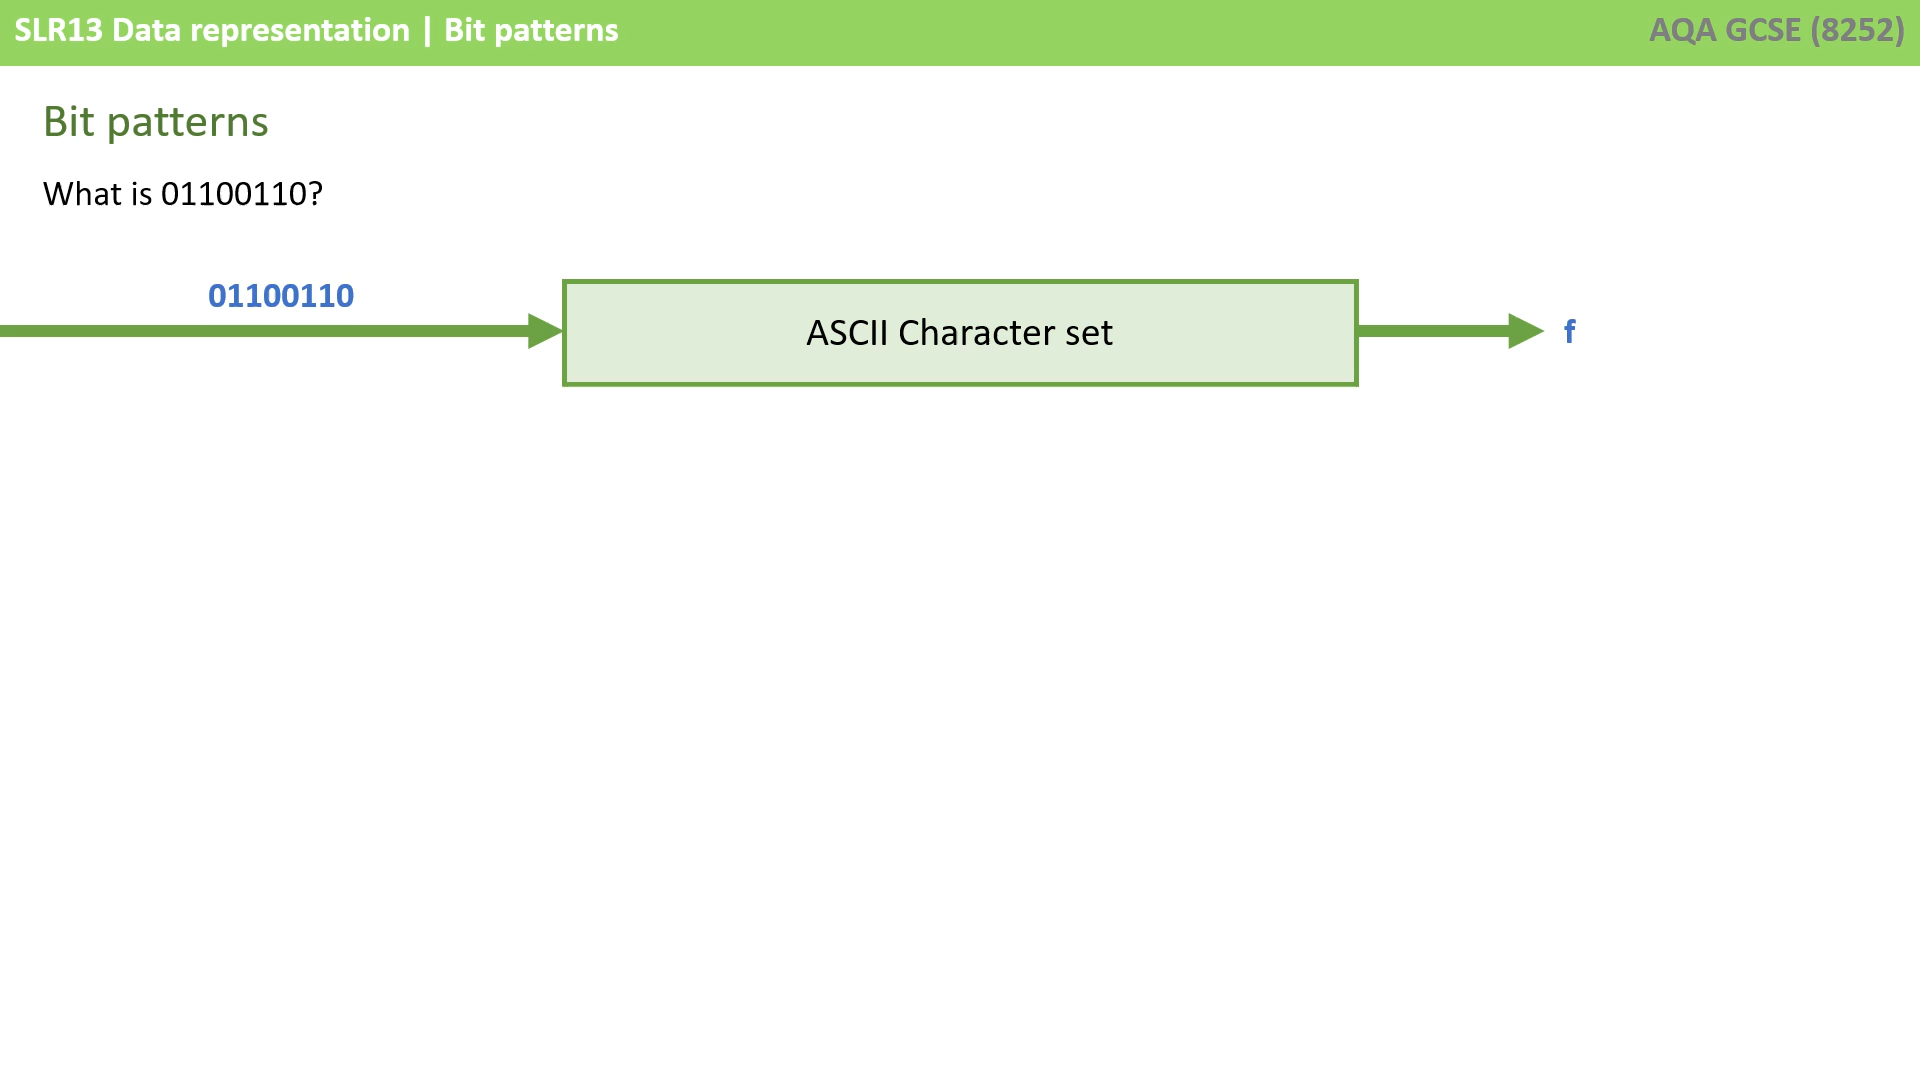 SLR13 Data representation | Bit patterns
AQA GCSE (8252)
Bit patterns
What is 01100110?
01100110
ASCII Character set
f